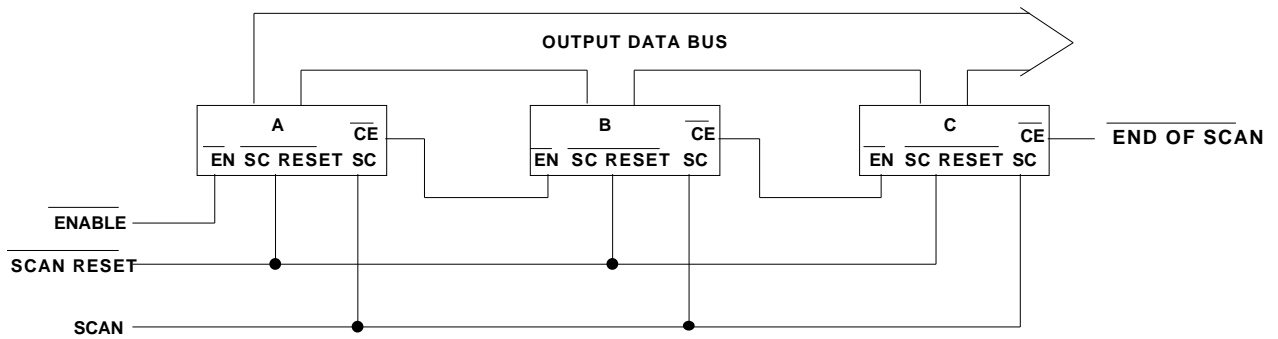 OUTPUT DATA BUS
A
CE
EN SC RESET SC
B
CE
EN SC RESET SC
C
CE
EN SC RESET SC
END OF SCAN
ENABLE
SCAN RESET
SCAN